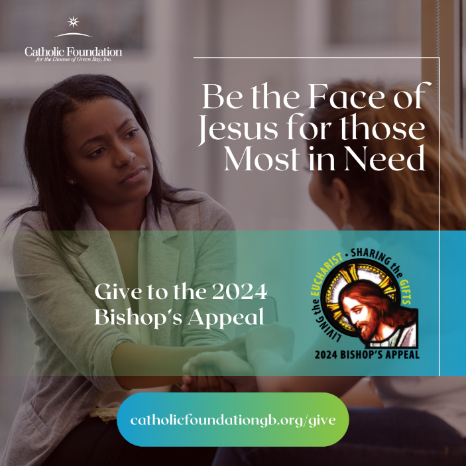 Catholic Foundation
for the Diocese of Green Bay, Inc.
Be the Face of
Jesus for those
Most in Need
Give to the 2024
Bishop's Appeal
LIVING the EUCHARIST • SHARING the GIFTS
2024 BISHOP'S APPEAL
catholicfoundationgb.org/give